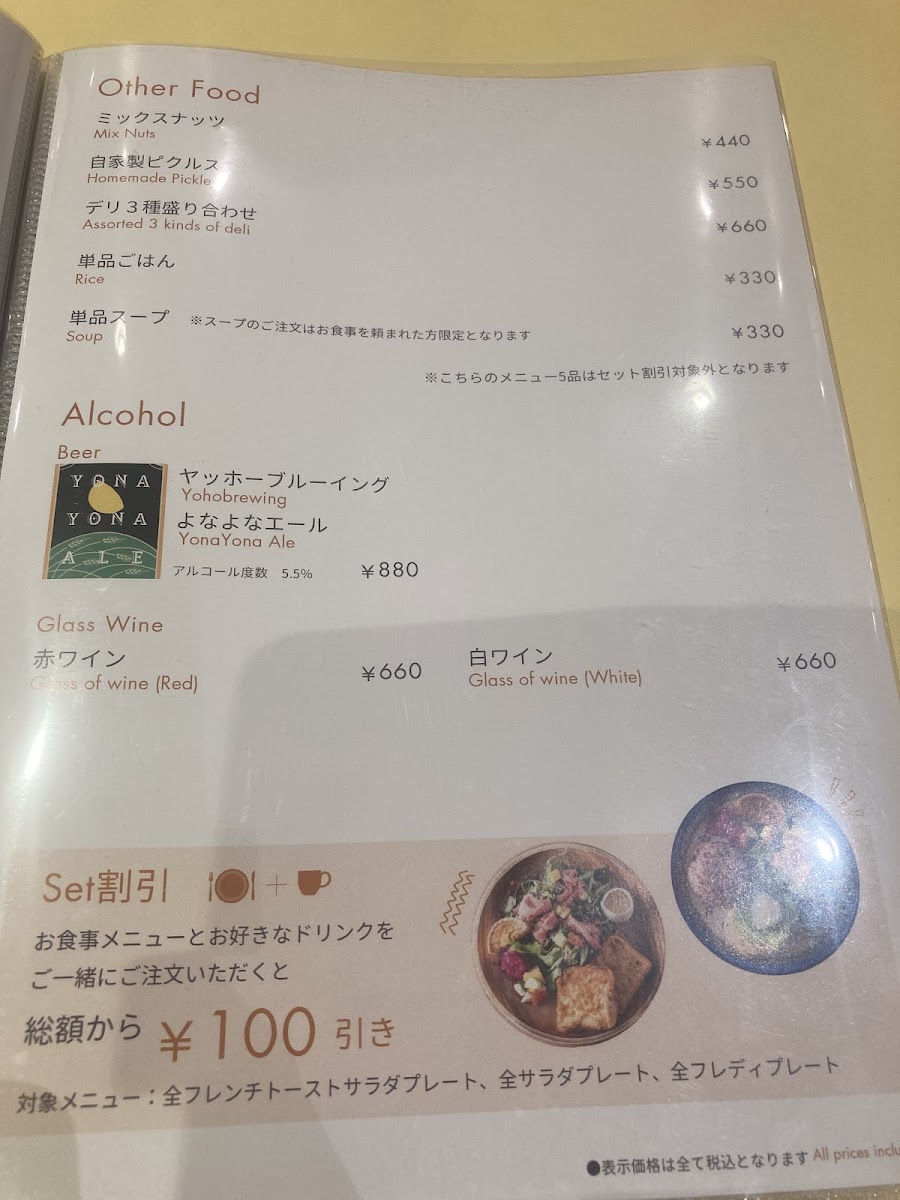 Other Food
ミックスナッツ
Mix Nuts
¥440
自家製ピクルス
Homemade Pickle
¥550
デリ3種盛り合わせ
Assorted 3 kinds of deli
¥660
単品ごはん
Rice
¥330
単品スープ ※スープのご注文はお食事を頼まれた方限定となります
Soup
¥330
※こちらのメニュー5品はセット割引対象外となります
Alcohol
Beer
YONA
YONA
ALE
ヤッホーブルーイング
Yohobrewing
よなよなエール
YonaYona Ale
アルコール度数 5.5% ¥880
Glass Wine
赤ワイン
Glass of wine (Red)
¥660
白ワイン
Glass of wine (White)
¥660
Set割引
お食事メニューとお好きなドリンクを
ご一緒にご注文いただくと
総額から ¥100 引き
対象メニュー:全フレンチトーストサラダプレート、全サラダプレート、全フレディプレート
●表示価格は全て税込となります All prices